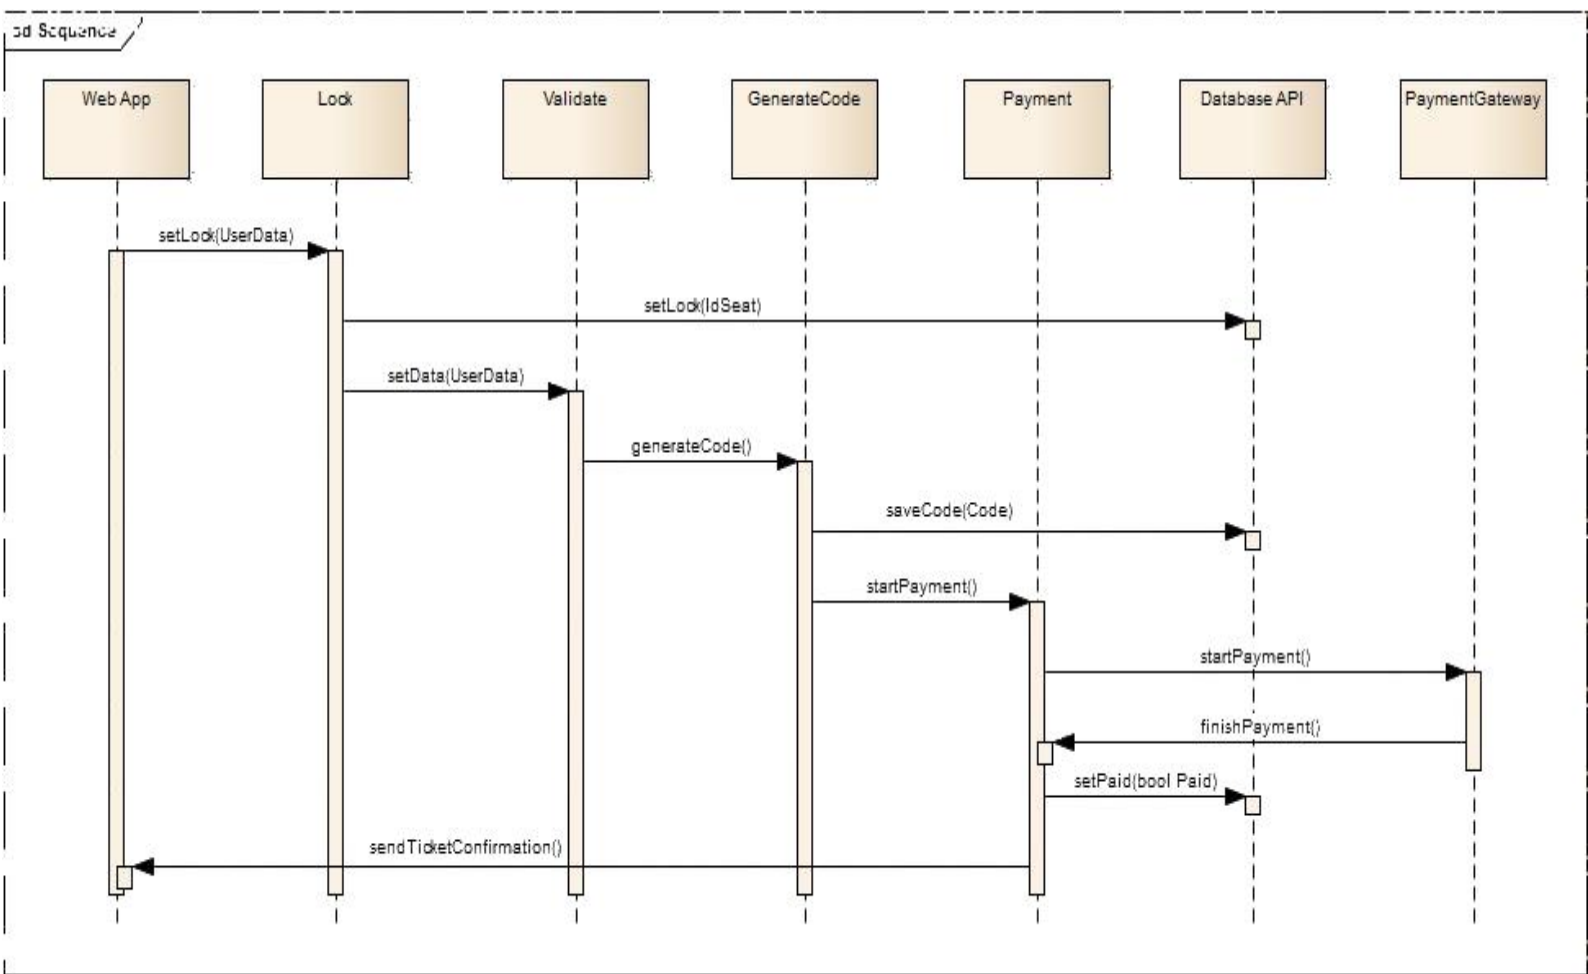 sd Sequence
Web App
Lock
Validate
GenerateCode
Payment
Database API
PaymentGateway
setLock(UserData)
setLock(IdSeat)
setData(UserData)
generateCode()
saveCode(Code)
startPayment()
startPayment()
finishPayment()
setPaid(bool Paid)
sendTicketConfirmation()